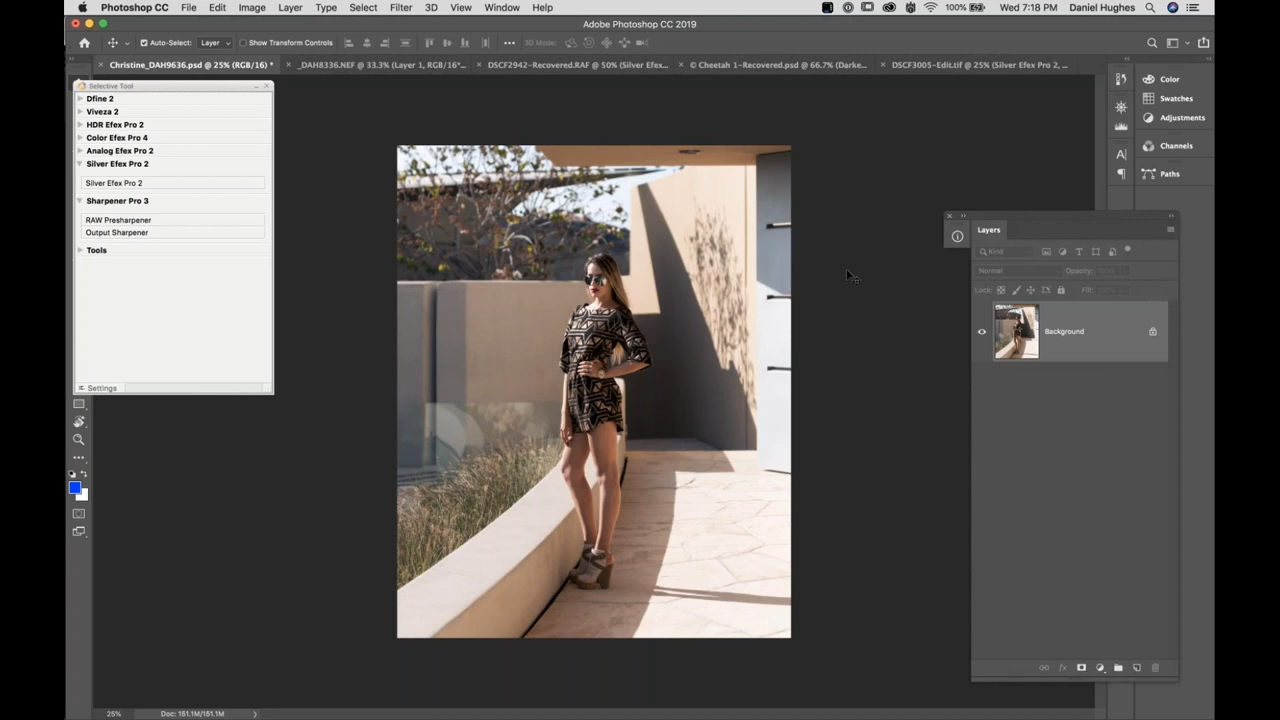 Photoshop CC File Edit Image Layer Type Select Filter 3D View Window Help 100% Wed 7:18 PM Daniel Hughes
Adobe Photoshop CC 2019
Auto-Select: Layer Show Transform Controls 3D Mode:
Christine_DAH9636.psd @ 25% (RGB/16) * _DAH8336.NEF @ 33.3% (Layer 1, RGB/16*... DSCF2942-Recovered.RAF @ 50% (Silver Efex... © Cheetah 1-Recovered.psd @ 66.7% (Darke... DSCF3005-Edit.tif @ 25% (Silver Efex Pro 2, ...
Selective Tool
Dfine 2
Viveza 2
HDR Efex Pro 2
Color Efex Pro 4
Analog Efex Pro 2
Silver Efex Pro 2
Silver Efex Pro 2
Sharpener Pro 3
RAW Presharpener
Output Sharpener
Tools
Settings
Color
Swatches
Adjustments
Channels
Paths
Layers
Kind
Normal Opacity: 100%
Lock: Fill: 100%
Background
25% Doc: 151.1M/151.1M